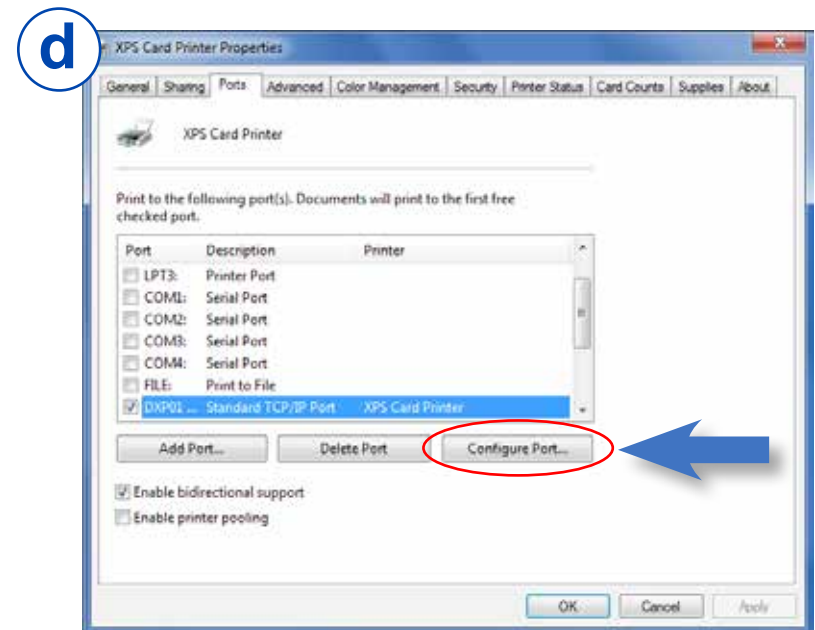 d
XPS Card Printer Properties
General Sharing Ports Advanced Color Management Security Printer Status Card Counts Supplies About
XPS Card Printer
Print to the following port(s). Documents will print to the first free
checked port.
Port Description Printer
LPT3: Printer Port
COM1: Serial Port
COM2: Serial Port
COM3: Serial Port
COM4: Serial Port
FILE: Print to File
DXP01 ... Standard TCP/IP Port XPS Card Printer
Add Port... Delete Port Configure Port...
Enable bidirectional support
Enable printer pooling
OK Cancel Apply